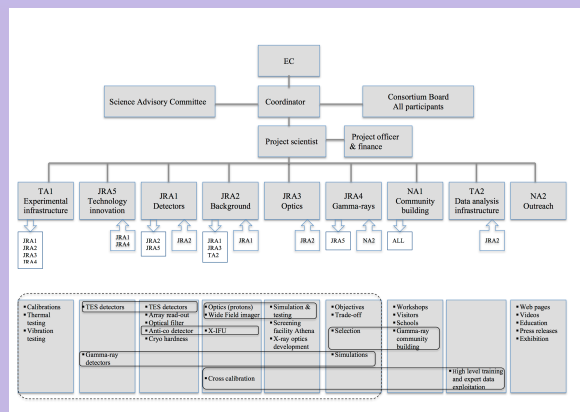 EC
Science Advisory Committee
Coordinator
Consortium Board
All participants
Project scientist
Project officer
& finance
TA1
Experimental
infrastructure
JRA5
Technology
innovation
JRA1
Detectors
JRA2
Background
JRA3
Optics
JRA4
Gamma-rays
NA1
Community
building
TA2
Data analysis
infrastructure
NA2
Outreach
JRA1
JRA2
JRA3
JRA4
JRA1
JRA4
JRA2
JRA5
JRA2
JRA1
JRA3
TA2
JRA1
JRA2
JRA5
NA2
ALL
JRA2
▪ Calibrations
▪ Thermal
testing
▪ Vibration
testing
▪ TES detectors
▪ Gamma-ray
detectors
▪ TES detectors
▪ Array read-out
▪ Optical filter
▪ Anti-co detector
▪ Cryo hardness
▪ Optics (protons)
▪ Wide Field imager
▪ X-IFU
▪ Cross calibration
▪ Simulation &
testing
▪ Screening
facility Athena
▪ X-ray optics
development
▪ Objectives
▪ Trade-off
▪ Selection
▪ Simulations
▪ Workshops
▪ Visitors
▪ Schools
▪ Gamma-ray
community
building
▪ High level training
and expert data
exploitation
▪ Web pages
▪ Videos
▪ Education
▪ Press releases
▪ Exhibition